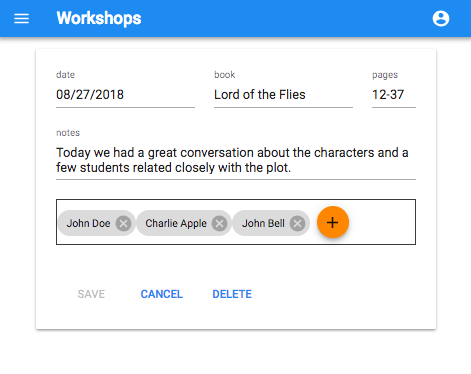 Workshops
date book pages
08/27/2018 Lord of the Flies 12-37
notes
Today we had a great conversation about the characters and a
few students related closely with the plot.
John Doe Charlie Apple John Bell +
SAVE CANCEL DELETE